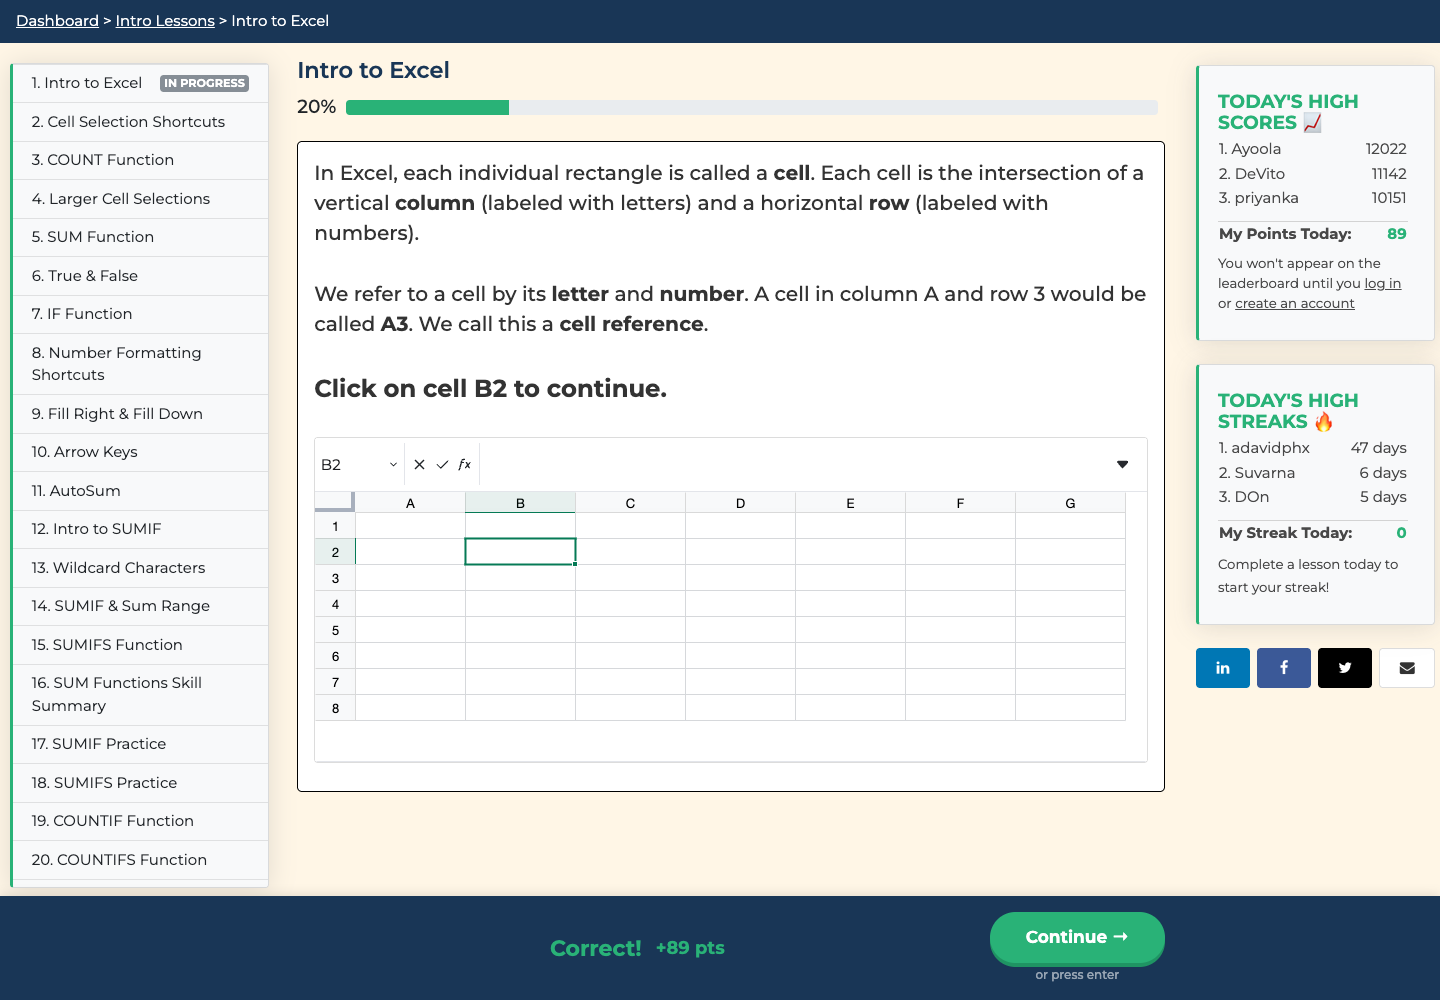 Dashboard > Intro Lessons > Intro to Excel
1. Intro to Excel IN PROGRESS
2. Cell Selection Shortcuts
3. COUNT Function
4. Larger Cell Selections
5. SUM Function
6. True & False
7. IF Function
8. Number Formatting
Shortcuts
9. Fill Right & Fill Down
10. Arrow Keys
11. AutoSum
12. Intro to SUMIF
13. Wildcard Characters
14. SUMIF & Sum Range
15. SUMIFS Function
16. SUM Functions Skill
Summary
17. SUMIF Practice
18. SUMIFS Practice
19. COUNTIF Function
20. COUNTIFS Function
Intro to Excel
20%
In Excel, each individual rectangle is called a cell. Each cell is the intersection of a
vertical column (labeled with letters) and a horizontal row (labeled with
numbers).
We refer to a cell by its letter and number. A cell in column A and row 3 would be
called A3. We call this a cell reference.
Click on cell B2 to continue.
B2 fx
A B C D E F G
1
2
3
4
5
6
7
8
TODAY'S HIGH
SCORES
1. Ayoola 12022
2. DeVito 11142
3. priyanka 10151
My Points Today: 89
You won't appear on the
leaderboard until you log in
or create an account
TODAY'S HIGH
STREAKS
1. adavidphx 47 days
2. Suvarna 6 days
3. DOn 5 days
My Streak Today: 0
Complete a lesson today to
start your streak!
in f
Correct! +89 pts
Continue →
or press enter